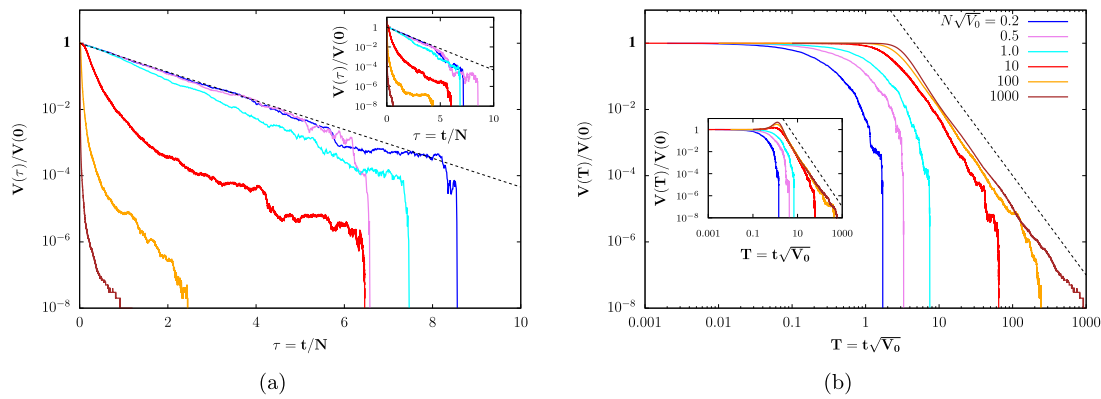 1
10⁻²
10⁻⁴
10⁻⁶
10⁻⁸
V(τ)/V(0)
0 2 4 6 8 10
τ = t/N
1
10⁻²
10⁻⁴
10⁻⁶
10⁻⁸
V(τ)/V(0)
0 5 10
τ = t/N
(a)
1
10⁻²
10⁻⁴
10⁻⁶
10⁻⁸
V(T)/V(0)
0.001 0.01 0.1 1 10 100 1000
T = t√V₀
N√V₀ = 0.2
0.5
1.0
10
100
1000
1
10⁻²
10⁻⁴
10⁻⁶
10⁻⁸
V(T)/V(0)
0.001 0.1 10 1000
T = t√V₀
(b)